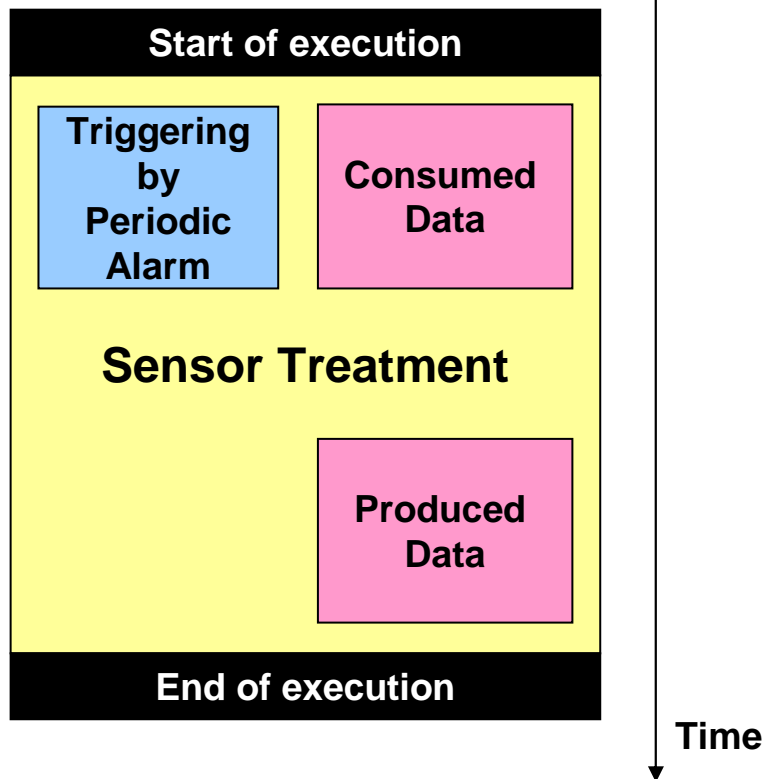 Start of execution
Triggering
by
Periodic
Alarm
Consumed
Data
Sensor Treatment
Produced
Data
End of execution
Time